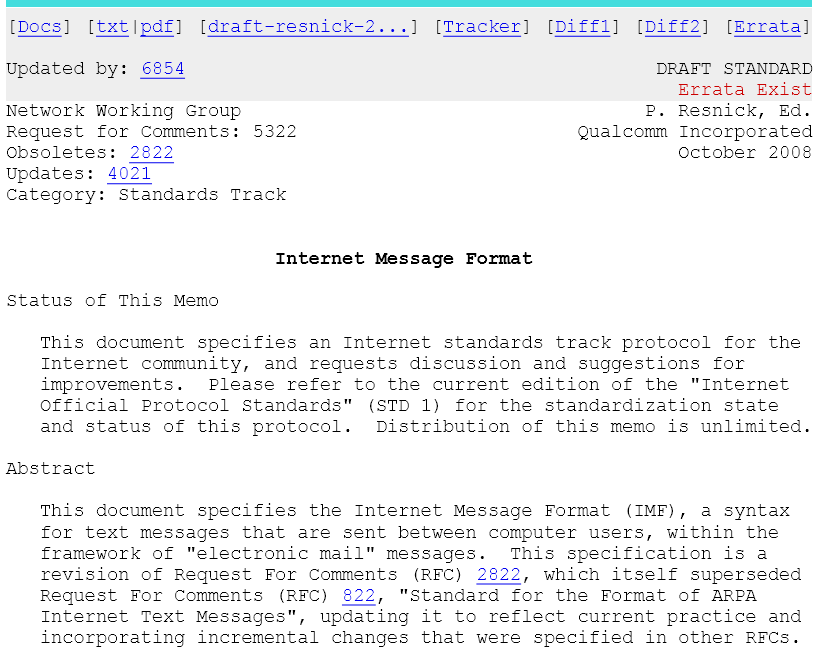 [Docs] [txt|pdf] [draft-resnick-2...] [Tracker] [Diff1] [Diff2] [Errata]
Updated by: 6854 DRAFT STANDARD
Errata Exist
Network Working Group P. Resnick, Ed.
Request for Comments: 5322 Qualcomm Incorporated
Obsoletes: 2822 October 2008
Updates: 4021
Category: Standards Track
Internet Message Format
Status of This Memo
This document specifies an Internet standards track protocol for the
Internet community, and requests discussion and suggestions for
improvements. Please refer to the current edition of the "Internet
Official Protocol Standards" (STD 1) for the standardization state
and status of this protocol. Distribution of this memo is unlimited.
Abstract
This document specifies the Internet Message Format (IMF), a syntax
for text messages that are sent between computer users, within the
framework of "electronic mail" messages. This specification is a
revision of Request For Comments (RFC) 2822, which itself superseded
Request For Comments (RFC) 822, "Standard for the Format of ARPA
Internet Text Messages", updating it to reflect current practice and
incorporating incremental changes that were specified in other RFCs.